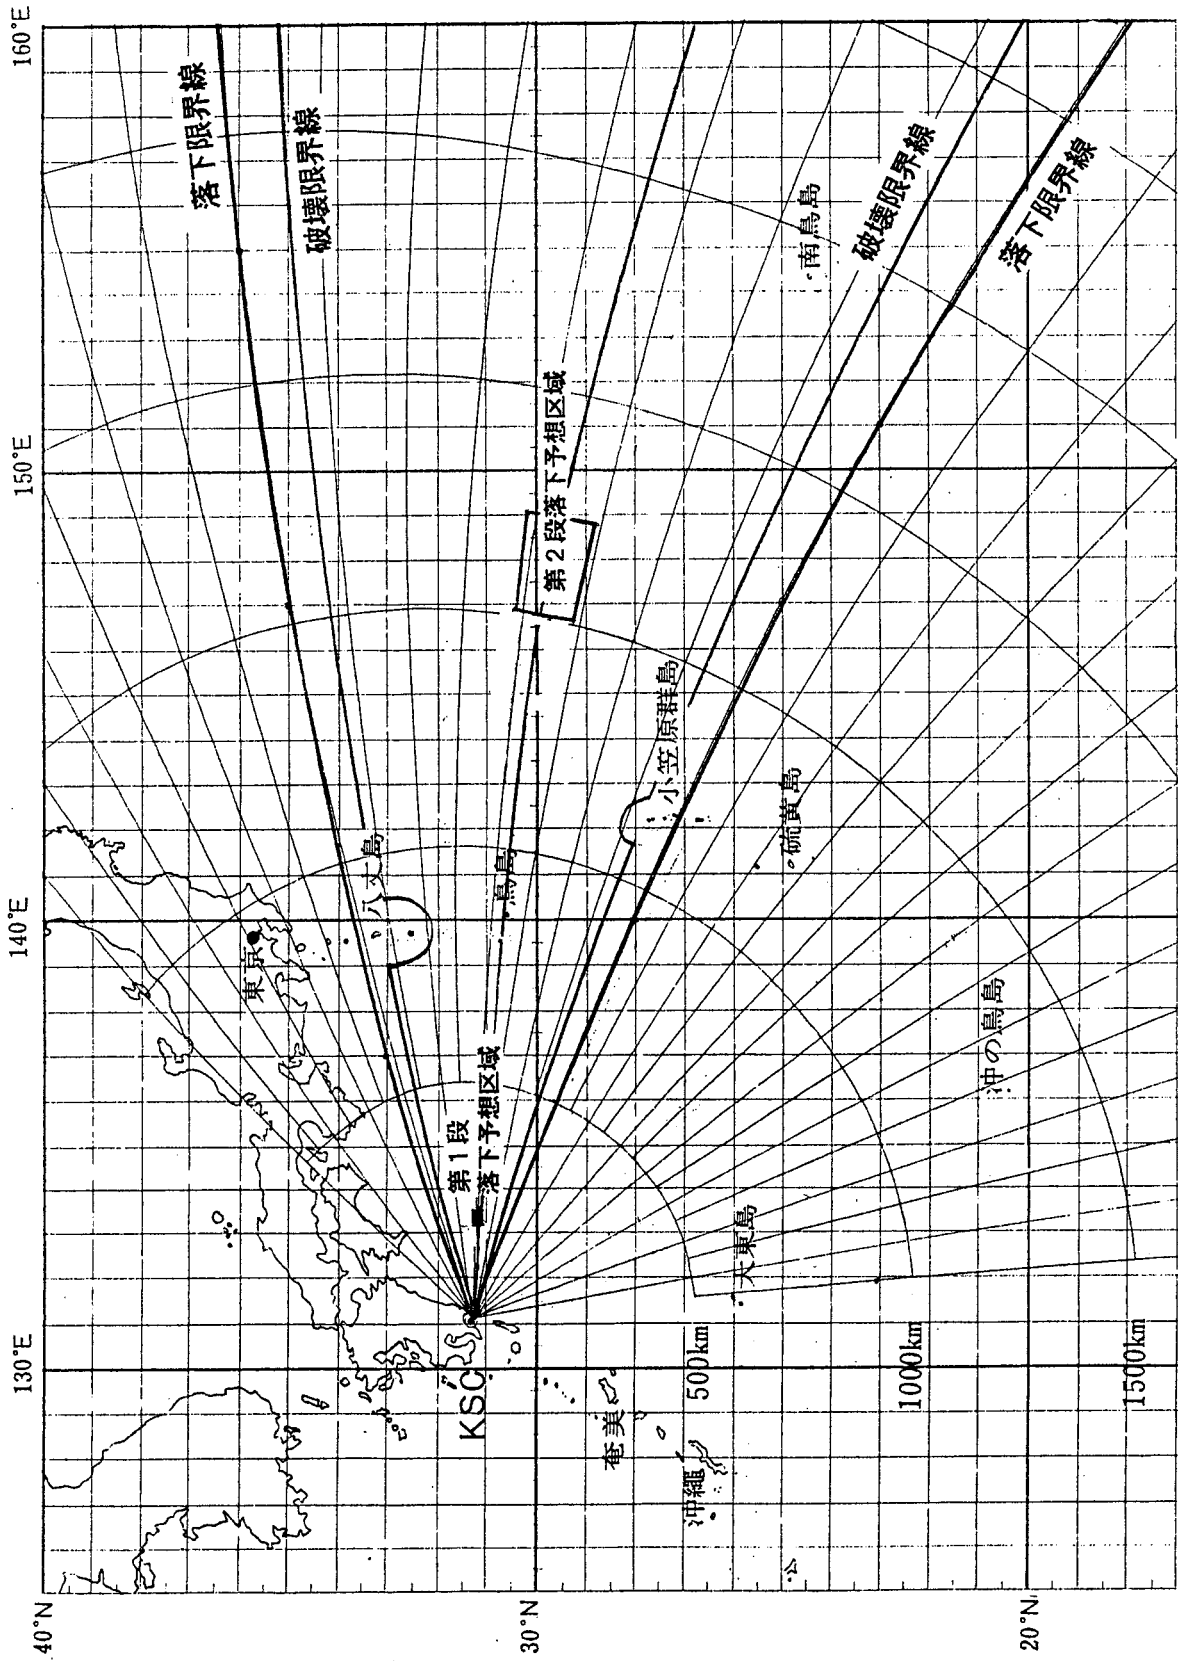 落下限界線
破壊限界線
第2段落下予想区域
破壊限界線
落下限界線
南鳥島
東京
八丈島
鳥島
小笠原群島
硫黄島
第1段
落下予想区域
沖の鳥島
大東島
KSC
奄美
沖縄
500km
1000km
1500km
40°N
30°N
20°N
130°E
140°E
150°E
160°E